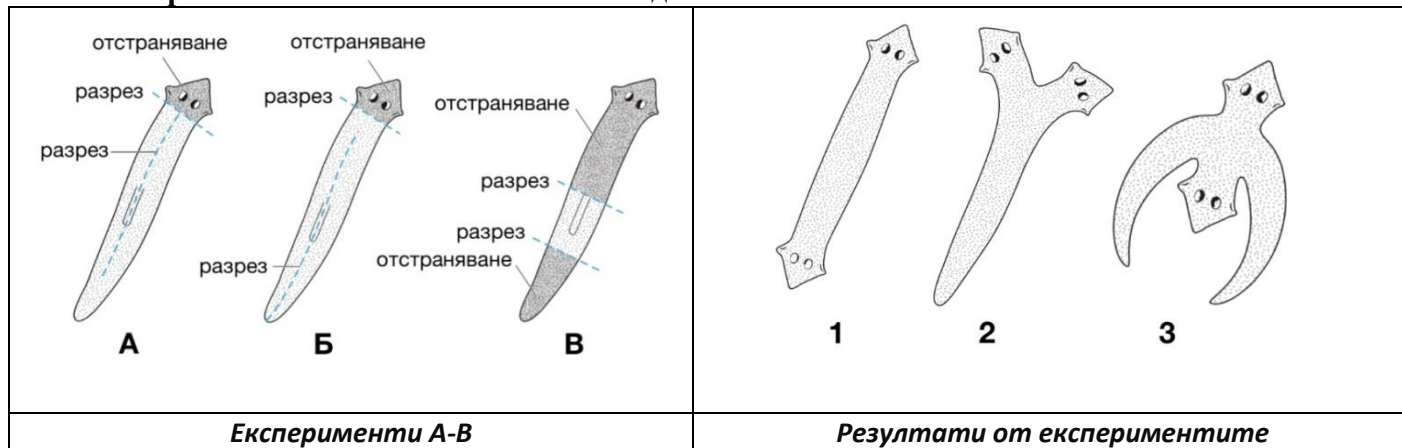 отстраняване
разрез
разрез
А
отстраняване
разрез
разрез
Б
отстраняване
разрез
разрез
отстраняване
В
1
2
3
Експерименти А-В
Резултати от експериментите